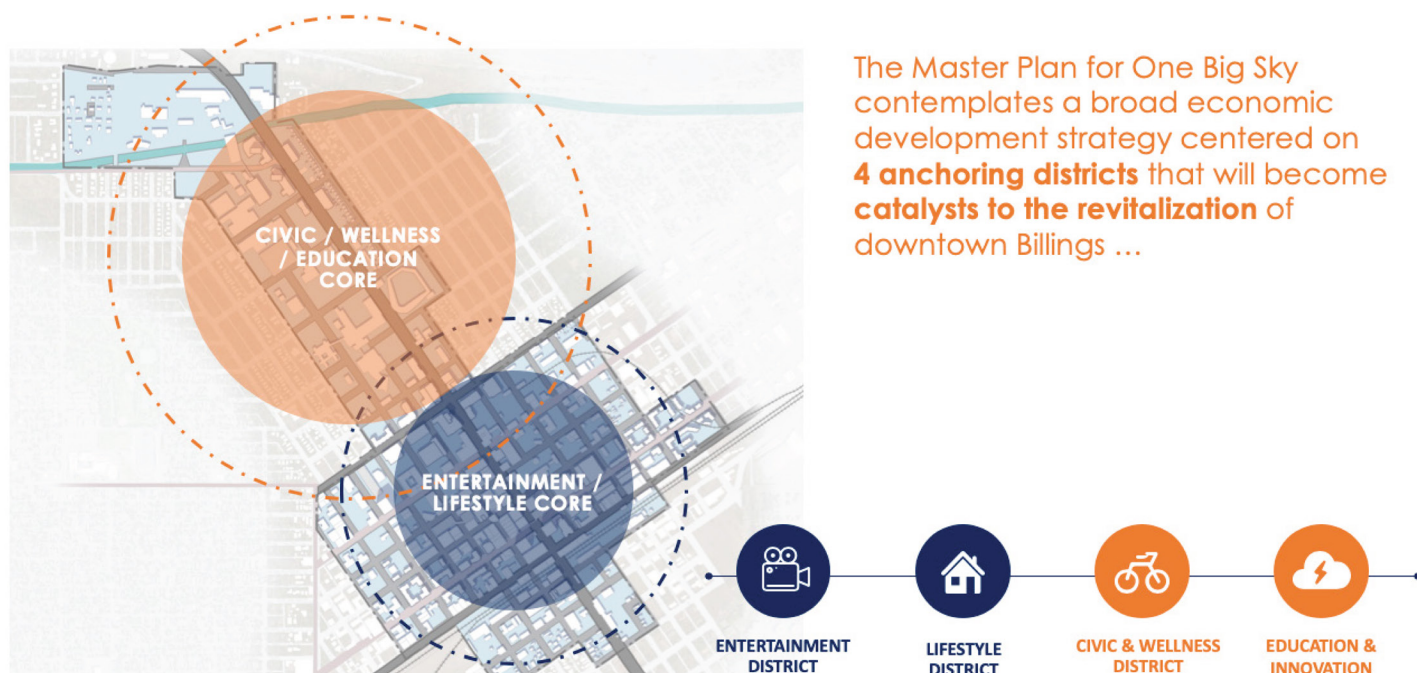 The Master Plan for One Big Sky
contemplates a broad economic
development strategy centered on
4 anchoring districts that will become
catalysts to the revitalization of
downtown Billings ...
CIVIC / WELLNESS
/ EDUCATION
CORE
ENTERTAINMENT /
LIFESTYLE CORE
ENTERTAINMENT
DISTRICT
LIFESTYLE
DISTRICT
CIVIC & WELLNESS
DISTRICT
EDUCATION &
INNOVATION